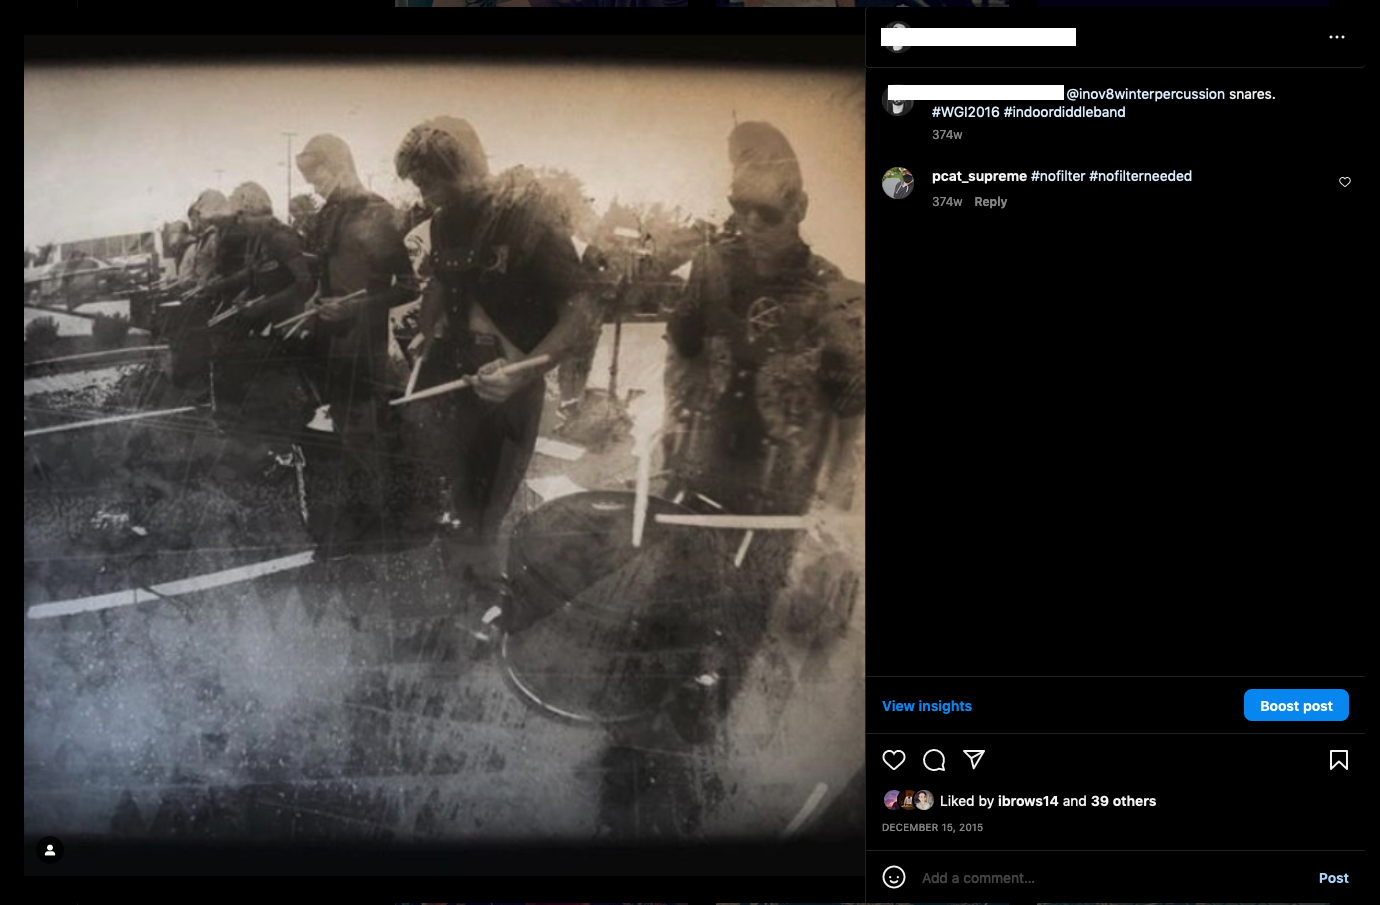 @inov8winterpercussion snares.
#WGI2016 #indoordiddleband
374w
pcat_supreme #nofilter #nofilterneeded
374w Reply
View insights
Boost post
Liked by ibrows14 and 39 others
DECEMBER 15, 2015
Add a comment...
Post